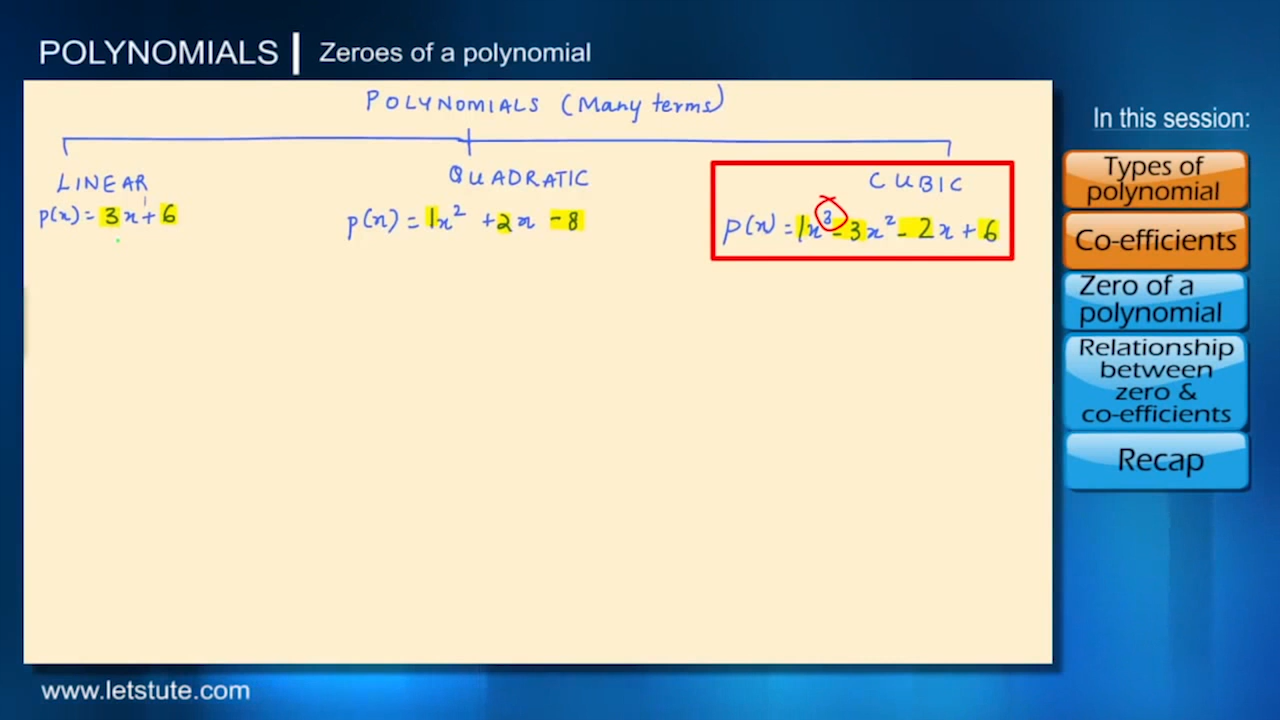 POLYNOMIALS | Zeroes of a polynomial
POLYNOMIALS (Many terms)
LINEAR
p(x) = 3x¹ + 6
QUADRATIC
p(x) = 1x² + 2x - 8
CUBIC
p(x) = 1x³ - 3x² - 2x + 6
In this session:
Types of
polynomial
Co-efficients
Zero of a
polynomial
Relationship
between
zero &
co-efficients
Recap
www.letstute.com